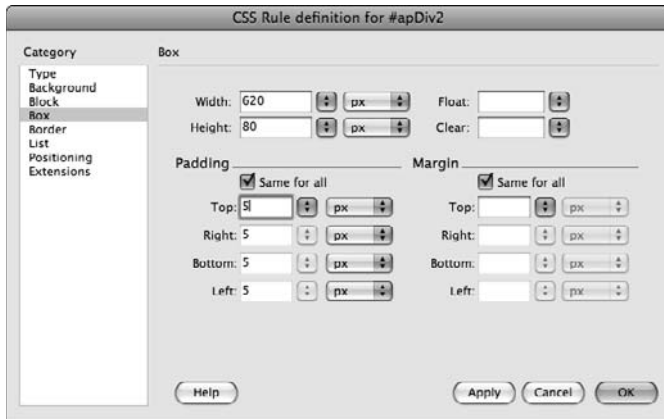 CSS Rule definition for #apDiv2
Category
Type
Background
Block
Box
Border
List
Positioning
Extensions
Box
Width: 620 px Float:
Height: 80 px Clear:
Padding Margin
Same for all Same for all
Top: 5 px Top: px
Right: 5 px Right: px
Bottom: 5 px Bottom: px
Left: 5 px Left: px
Help Apply Cancel OK